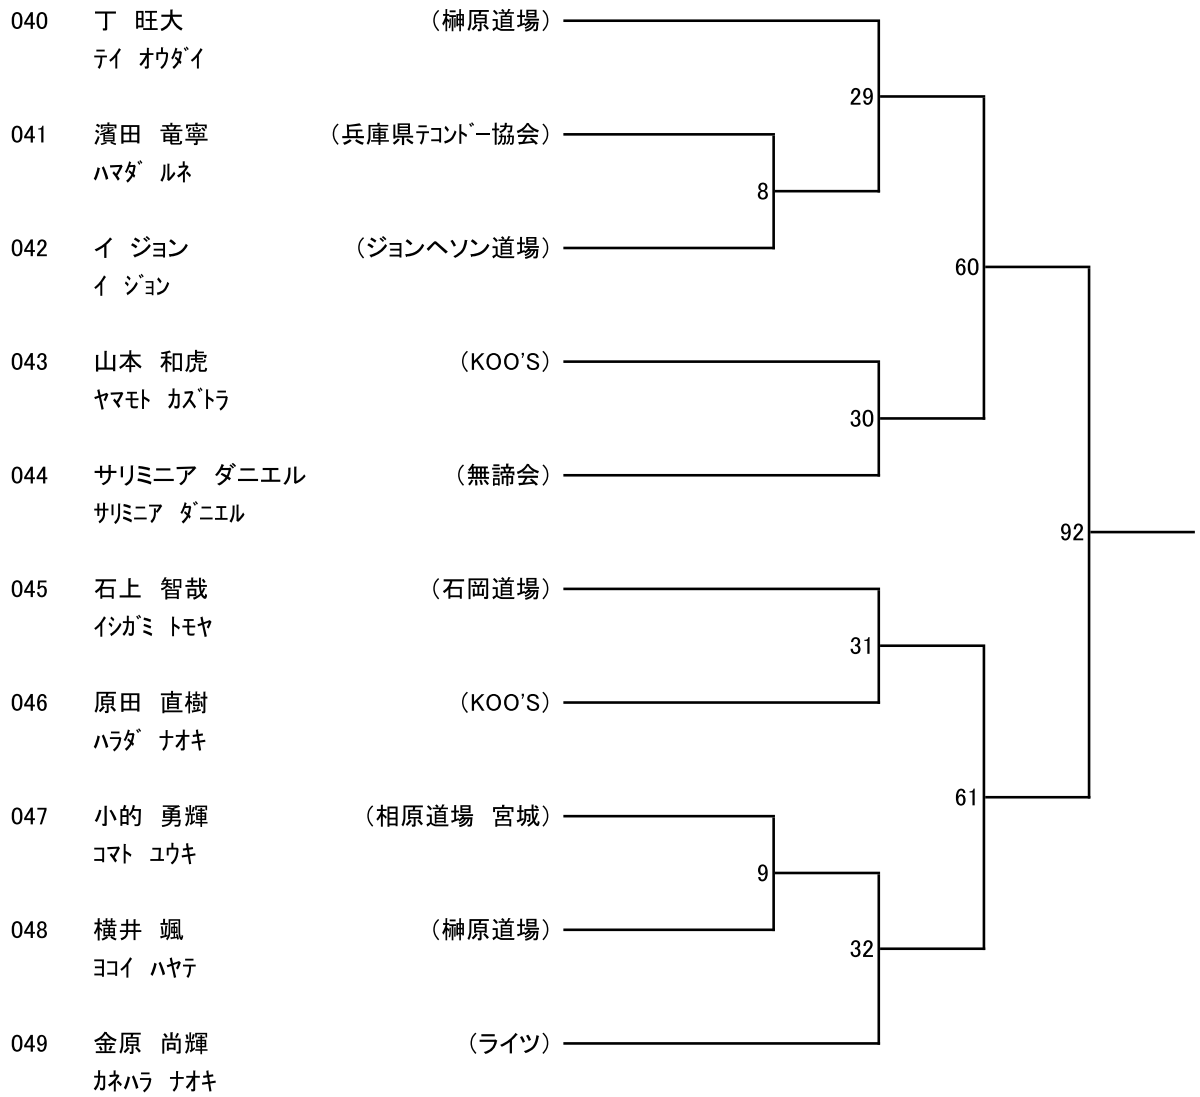 040 丁 旺大 （榊原道場）
ﾃｲ ｵｳﾀﾞｲ
29
041 濱田 竜寧 （兵庫県ﾃｺﾝﾄﾞｰ協会）
ﾊﾏﾀﾞ ﾙﾈ
8
042 イ ジョン （ジョンヘソン道場）
ｲ ｼﾞｮﾝ
60
043 山本 和虎 （KOO'S）
ﾔﾏﾓﾄ ｶｽﾞﾄﾗ
30
044 サリミニア ダニエル （無諦会）
ｻﾘﾐﾆｱ ﾀﾞﾆｴﾙ
92
045 石上 智哉 （石岡道場）
ｲｼｶﾞﾐ ﾄﾓﾔ
31
046 原田 直樹 （KOO'S）
ﾊﾗﾀﾞ ﾅｵｷ
61
047 小的 勇輝 （相原道場 宮城）
ｺﾏﾄ ﾕｳｷ
9
048 横井 颯 （榊原道場）
ﾖｺｲ ﾊﾔﾃ
32
049 金原 尚輝 （ライツ）
ｶﾈﾊﾗ ﾅｵｷ